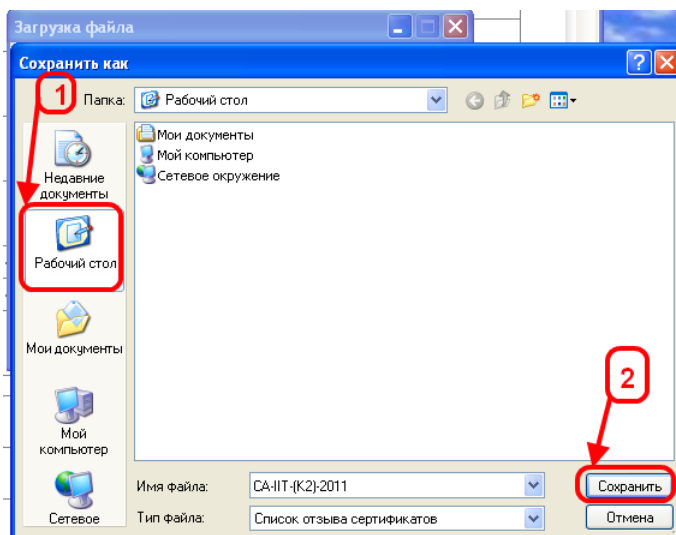 Загрузка файла
Сохранить как
1
Папка:
Рабочий стол
Мои документы
Мой компьютер
Сетевое окружение
Недавние
документы
Рабочий стол
Мои документы
Мой
компьютер
Сетевое
2
Имя файла:
CA-IIT-(K2)-2011
Сохранить
Тип файла:
Список отзыва сертификатов
Отмена